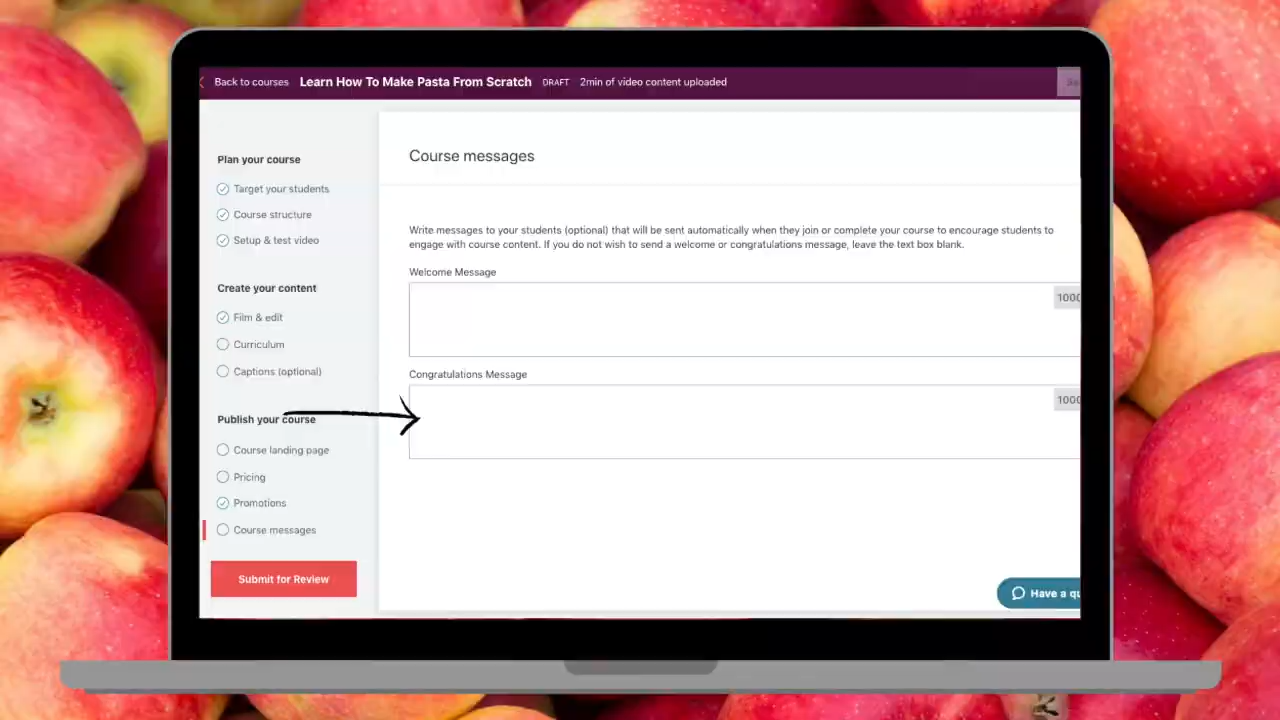 Back to courses Learn How To Make Pasta From Scratch DRAFT 2min of video content uploaded
Plan your course
Target your students
Course structure
Setup & test video
Create your content
Film & edit
Curriculum
Captions (optional)
Publish your course
Course landing page
Pricing
Promotions
Course messages
Submit for Review
Course messages
Write messages to your students (optional) that will be sent automatically when they join or complete your course to encourage students to
engage with course content. If you do not wish to send a welcome or congratulations message, leave the text box blank.
Welcome Message
1000
Congratulations Message
1000
Have a